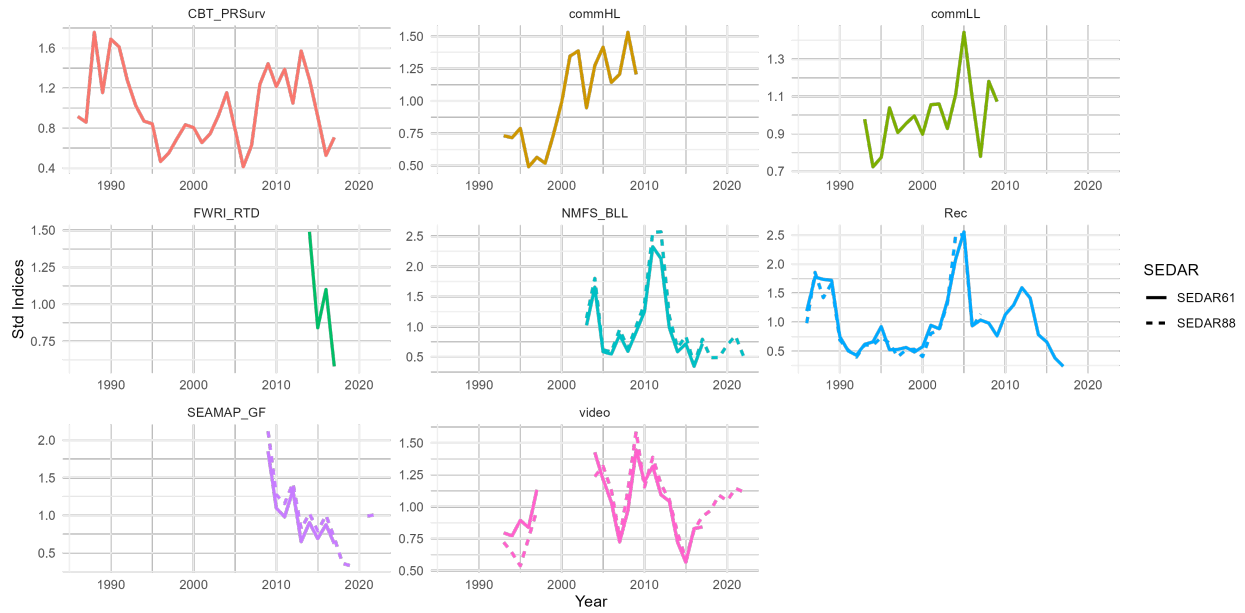 CBT_PRSurv
commHL
commLL
1.6
1.2
0.8
0.4
1990 2000 2010 2020
1.50
1.25
1.00
0.75
0.50
1990 2000 2010 2020
1.3
1.1
0.9
0.7
1990 2000 2010 2020
FWRI_RTD
NMFS_BLL
Rec
1.50
1.25
1.00
0.75
1990 2000 2010 2020
2.5
2.0
1.5
1.0
0.5
1990 2000 2010 2020
2.5
2.0
1.5
1.0
0.5
1990 2000 2010 2020
SEAMAP_GF
video
2.0
1.5
1.0
0.5
1990 2000 2010 2020
1.50
1.25
1.00
0.75
0.50
1990 2000 2010 2020
Std Indices
Year
SEDAR
SEDAR61
SEDAR88